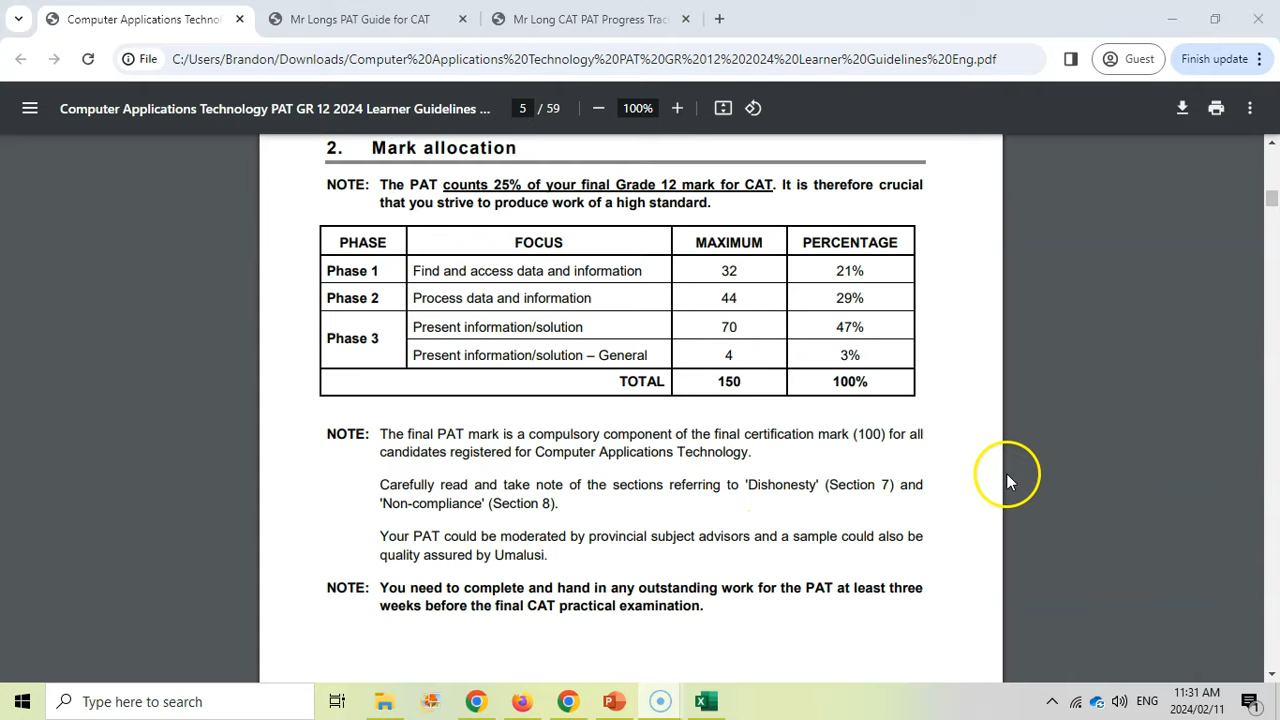 Computer Applications Technol
Mr Longs PAT Guide for CAT
Mr Long CAT PAT Progress Trac
File
C:/Users/Brandon/Downloads/Computer%20Applications%20Technology%20PAT%20GR%2012%202024%20Learner%20Guidelines%20Eng.pdf
Guest
Finish update
Computer Applications Technology PAT GR 12 2024 Learner Guidelines ...
5 / 59
100%
2. Mark allocation
NOTE: The PAT counts 25% of your final Grade 12 mark for CAT. It is therefore crucial
that you strive to produce work of a high standard.
PHASE FOCUS MAXIMUM PERCENTAGE
Phase 1 Find and access data and information 32 21%
Phase 2 Process data and information 44 29%
Phase 3 Present information/solution 70 47%
Present information/solution – General 4 3%
TOTAL 150 100%
NOTE: The final PAT mark is a compulsory component of the final certification mark (100) for all
candidates registered for Computer Applications Technology.
Carefully read and take note of the sections referring to 'Dishonesty' (Section 7) and
'Non-compliance' (Section 8).
Your PAT could be moderated by provincial subject advisors and a sample could also be
quality assured by Umalusi.
NOTE: You need to complete and hand in any outstanding work for the PAT at least three
weeks before the final CAT practical examination.
Type here to search
ENG
11:31 AM
2024/02/11